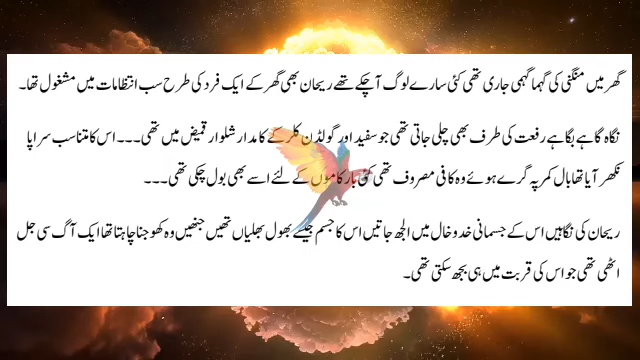 گھر میں منگنی کی گہما گہمی جاری تھی کئی سارے لوگ آ چکے تھے ریحان بھی گھر کے ایک فرد کی طرح سب انتظامات میں مشغول تھا۔
نگاہ گاہے بگاہے رفعت کی طرف بھی چلی جاتی تھی جو سفید اور گولڈن کلر کے کامدار شلوار قمیض میں تھی۔۔۔ اس کا متناسب سراپا
نکھر آیا تھا بال کمر پہ گرے ہوئے وہ کافی مصروف تھی کئی بار کاموں کے لئے اسے بھی بول چکی تھی۔۔۔
ریحان کی نگاہیں اس کے جسمانی خدوخال میں الجھ جاتیں اس کا جسم جیسے بھول بھلیاں تھیں جنھیں وہ کھوجنا چاہتا تھا ایک آگ سی جل
اٹھی تھی جو اس کی قربت میں ہی بجھ سکتی تھی۔